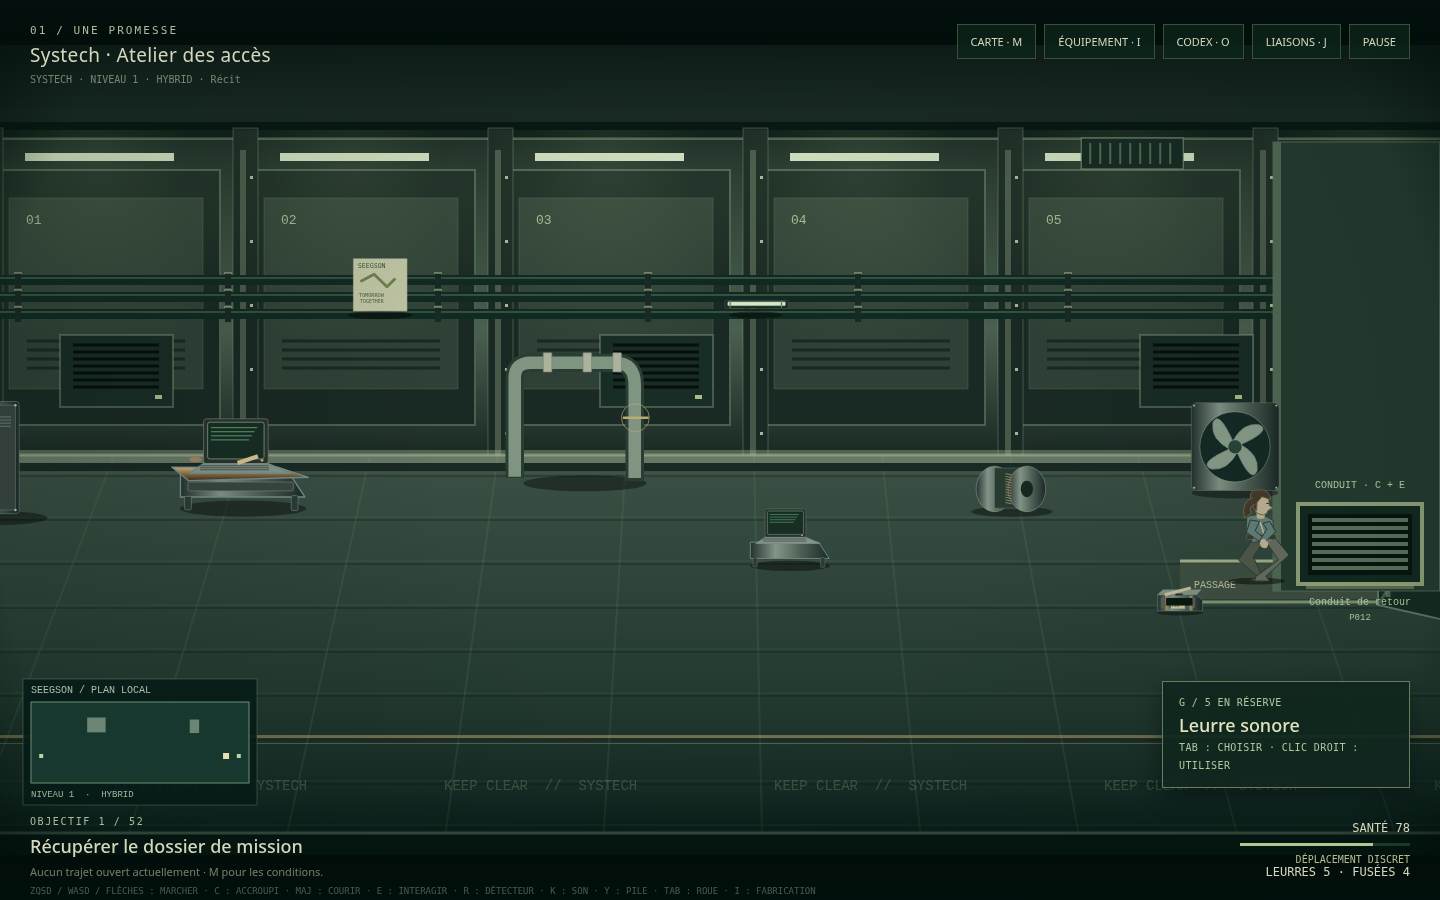 01 / UNE PROMESSE
Systech · Atelier des accès
SYSTECH · NIVEAU 1 · HYBRID · Récit
CARTE · M
ÉQUIPEMENT · I
CODEX · O
LIAISONS · J
PAUSE
01
02
03
04
05
SEEGSON
TOMORROW
TOGETHER
CONDUIT · C + E
PASSAGE
Conduit de retour
P012
SEEGSON / PLAN LOCAL
NIVEAU 1 · HYBRID
YSTECH
KEEP CLEAR // SYSTECH
KEEP CLEAR // SYSTECH
G / 5 EN RÉSERVE
Leurre sonore
TAB : CHOISIR · CLIC DROIT :
UTILISER
OBJECTIF 1 / 52
Récupérer le dossier de mission
Aucun trajet ouvert actuellement · M pour les conditions.
ZQSD / WASD / FLÈCHES : MARCHER · C : ACCROUPI · MAJ : COURIR · E : INTERAGIR · R : DÉTECTEUR · K : SON · Y : PILE · TAB : ROUE · I : FABRICATION
SANTÉ 78
DÉPLACEMENT DISCRET
LEURRES 5 · FUSÉES 4